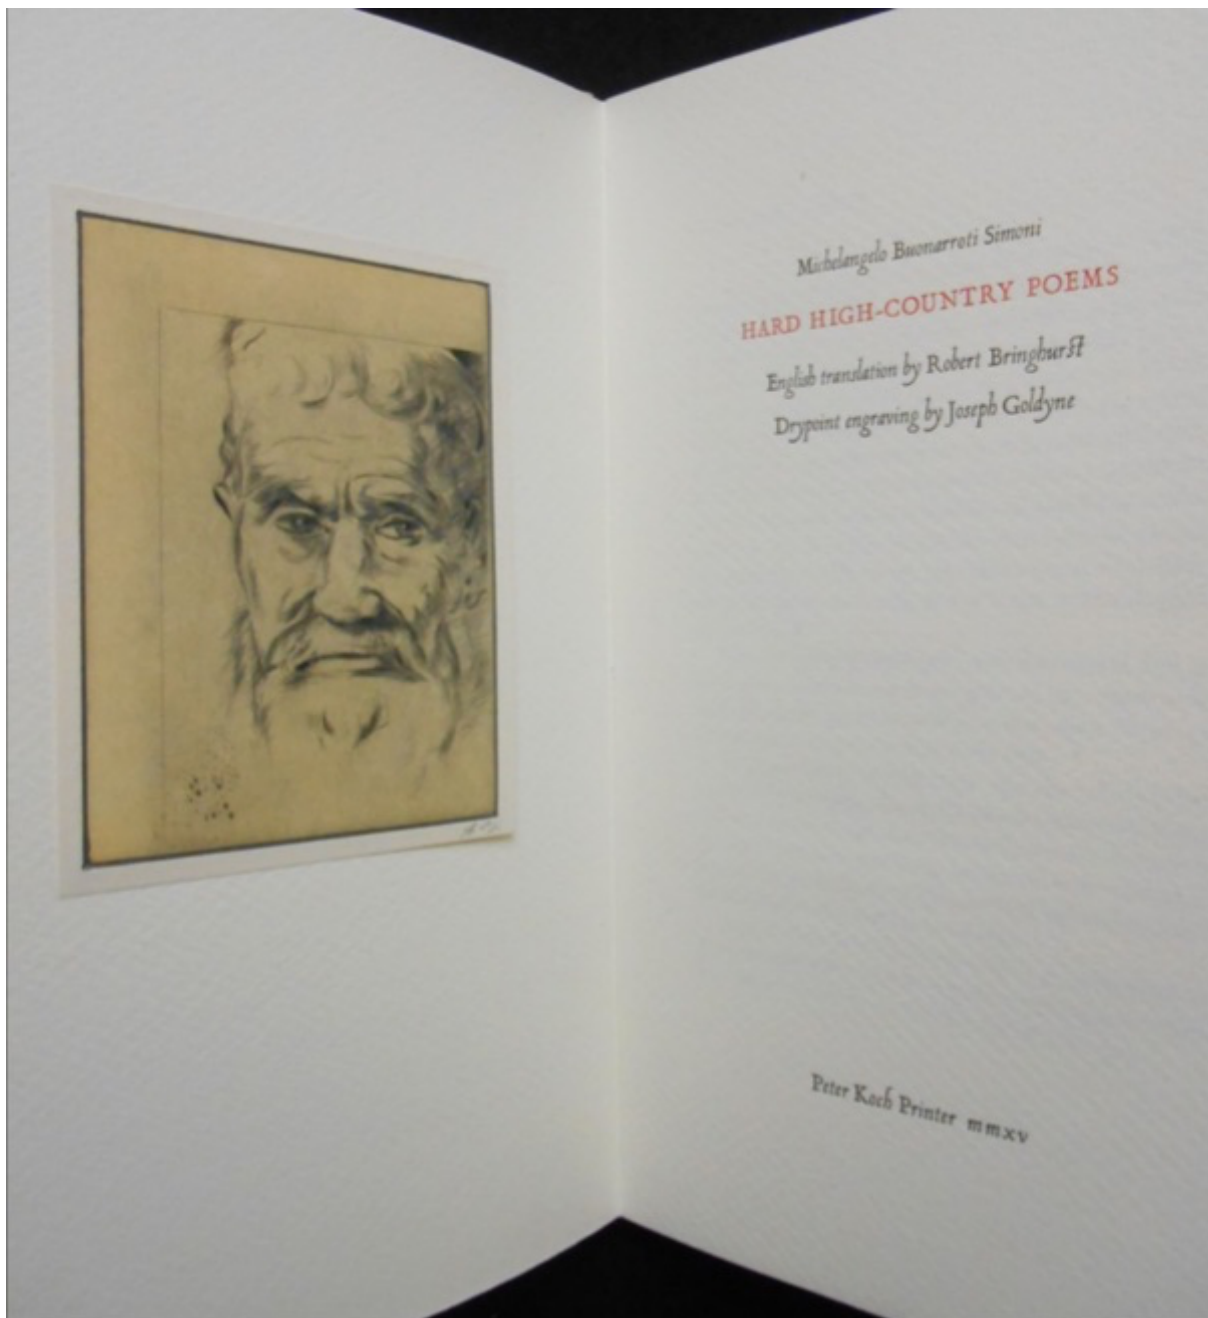 Michelangelo Buonarroti Simoni
HARD HIGH-COUNTRY POEMS
English translation by Robert Bringhurst
Drypoint engraving by Joseph Goldyne
Peter Koch Printer mmxv